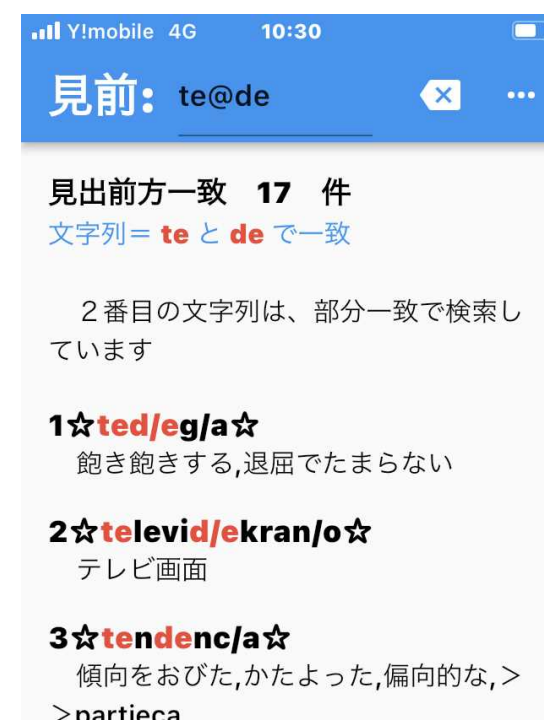 Y!mobile 4G 10:30
見前: te@de
見出前方一致 17 件
文字列＝ te と de で一致
２番目の文字列は、部分一致で検索し
ています
1☆ted/eg/a☆
飽き飽きする,退屈でたまらない
2☆televid/ekran/o☆
テレビ画面
3☆tendenc/a☆
傾向をおびた,かたよった,偏向的な,＞
＞partieca